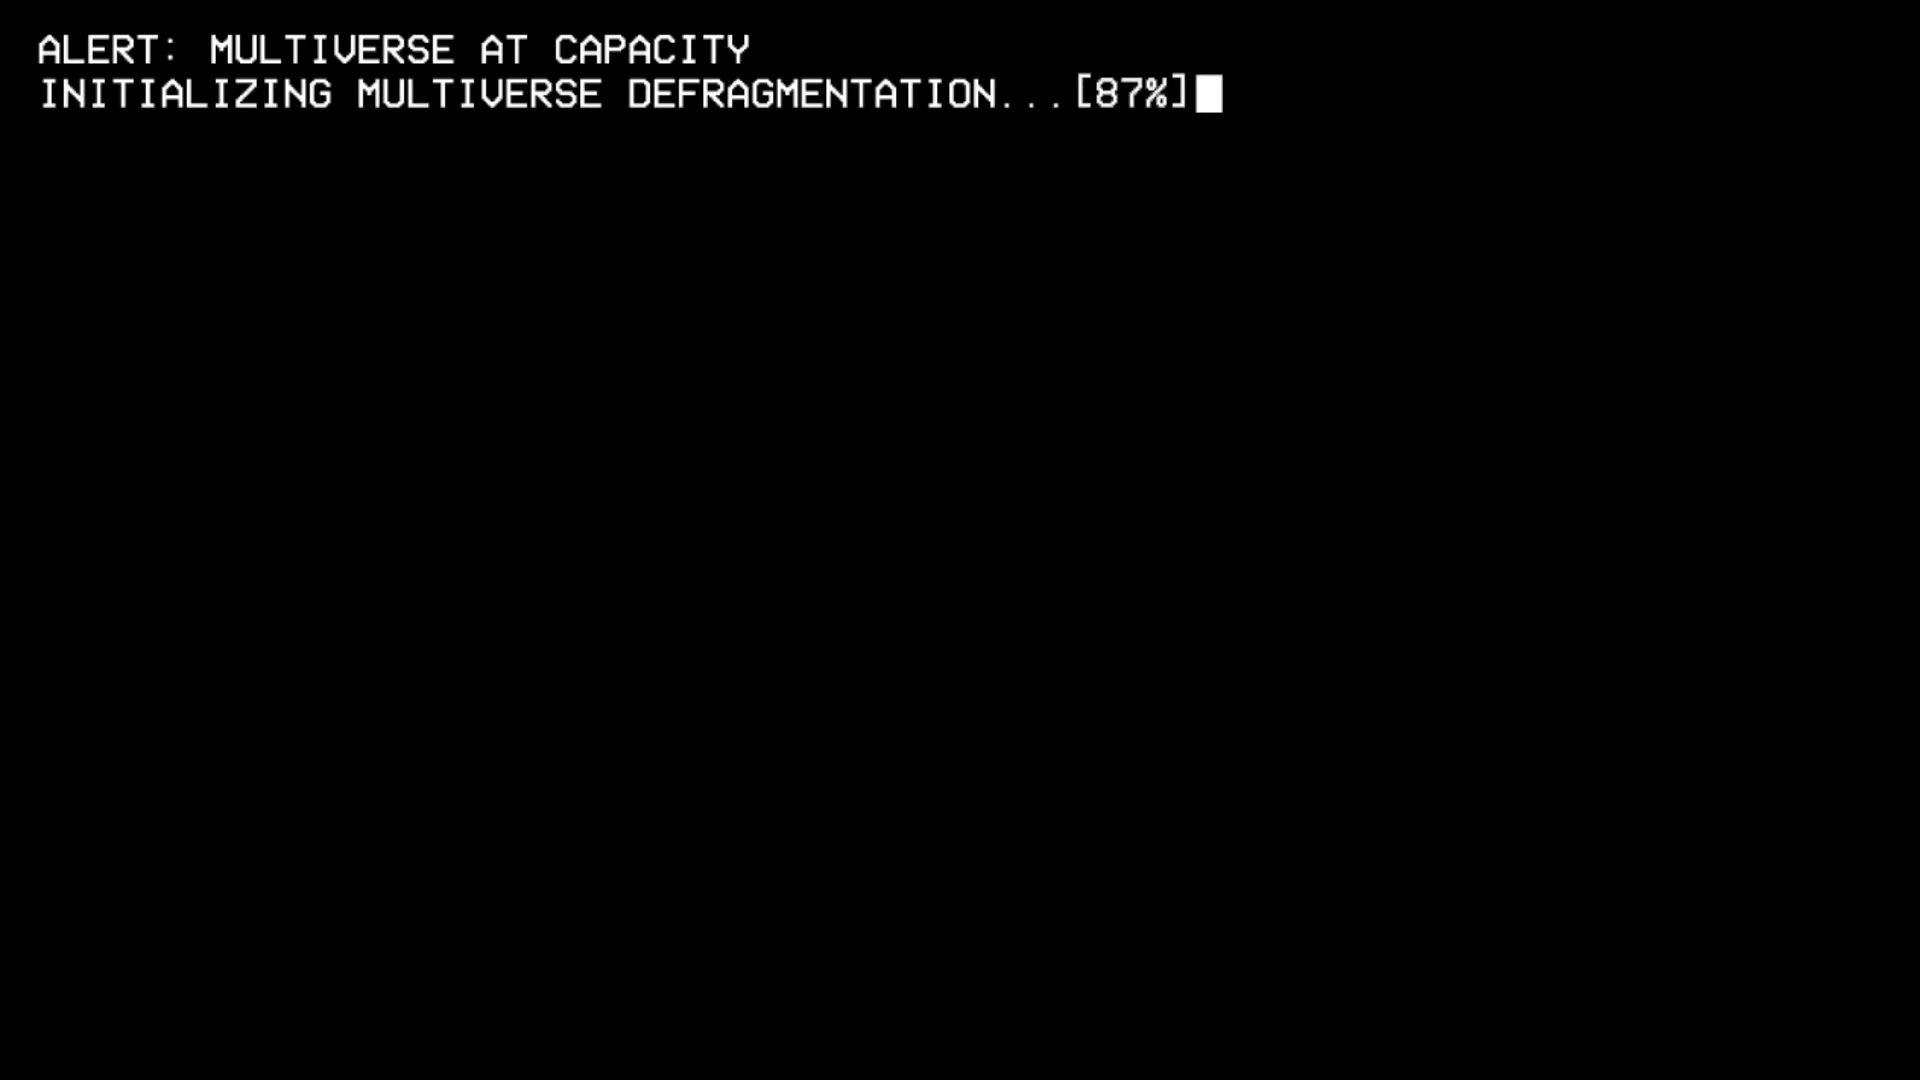 ALERT: MULTIVERSE AT CAPACITY
INITIALIZING MULTIVERSE DEFRAGMENTATION...[87%]